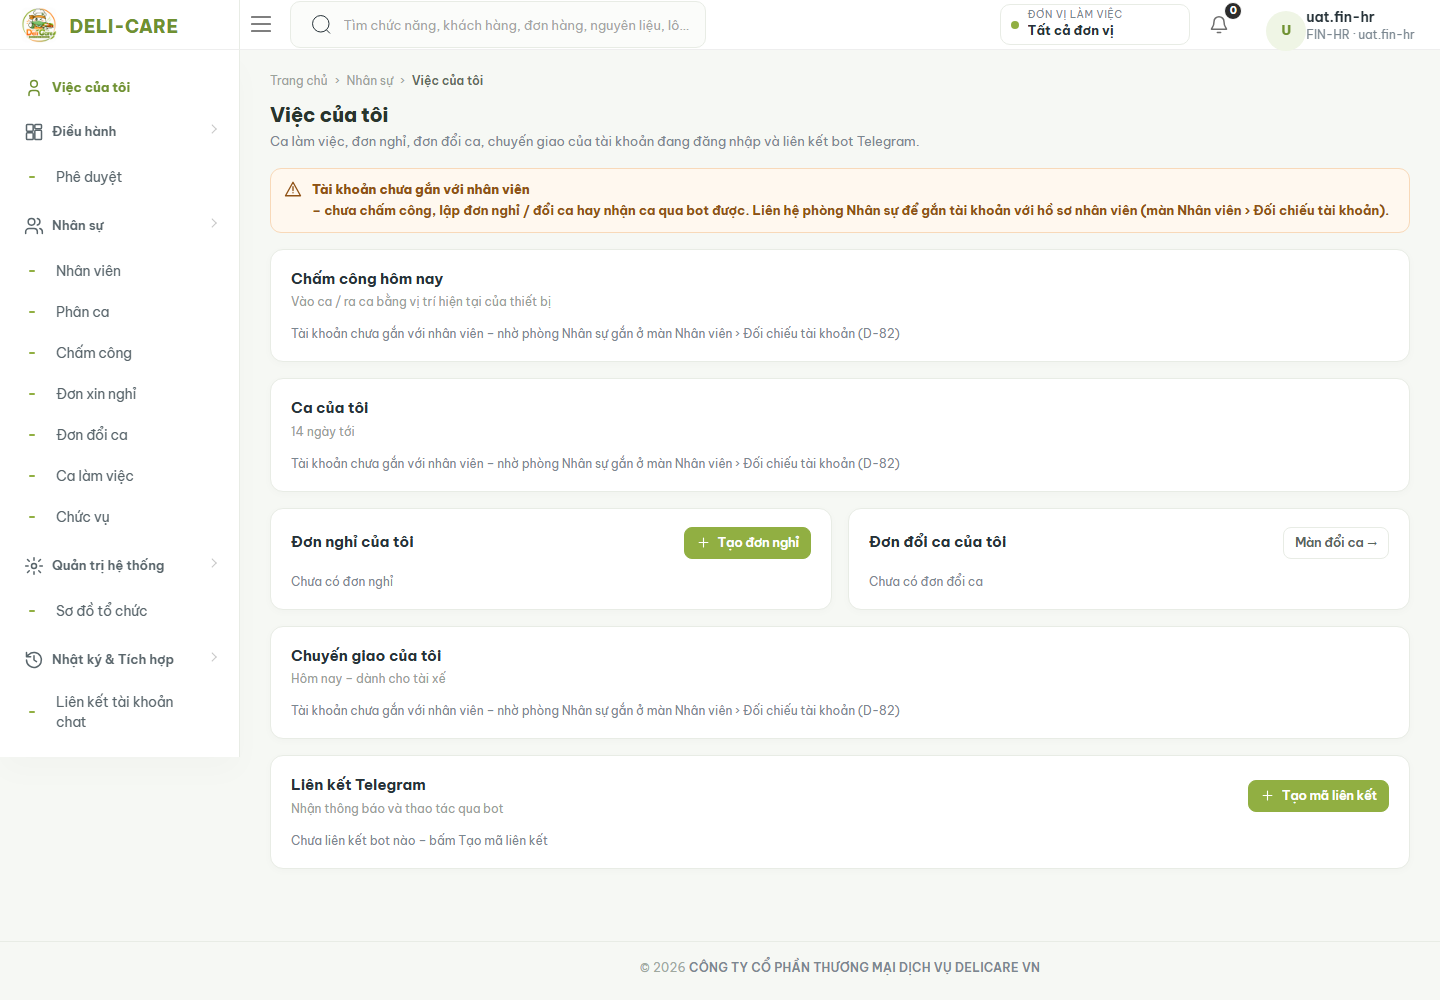 DELI-CARE
Tìm chức năng, khách hàng, đơn hàng, nguyên liệu, lô...
ĐƠN VỊ LÀM VIỆC
Tất cả đơn vị
0
U
uat.fin-hr
FIN-HR · uat.fin-hr
Việc của tôi
Điều hành
Phê duyệt
Nhân sự
Nhân viên
Phân ca
Chấm công
Đơn xin nghỉ
Đơn đổi ca
Ca làm việc
Chức vụ
Quản trị hệ thống
Sơ đồ tổ chức
Nhật ký & Tích hợp
Liên kết tài khoản
chat
Trang chủ › Nhân sự › Việc của tôi
Việc của tôi
Ca làm việc, đơn nghỉ, đơn đổi ca, chuyến giao của tài khoản đang đăng nhập và liên kết bot Telegram.
Tài khoản chưa gắn với nhân viên
– chưa chấm công, lập đơn nghỉ / đổi ca hay nhận ca qua bot được. Liên hệ phòng Nhân sự để gắn tài khoản với hồ sơ nhân viên (màn Nhân viên › Đối chiếu tài khoản).
Chấm công hôm nay
Vào ca / ra ca bằng vị trí hiện tại của thiết bị
Tài khoản chưa gắn với nhân viên – nhờ phòng Nhân sự gắn ở màn Nhân viên › Đối chiếu tài khoản (D-82)
Ca của tôi
14 ngày tới
Tài khoản chưa gắn với nhân viên – nhờ phòng Nhân sự gắn ở màn Nhân viên › Đối chiếu tài khoản (D-82)
Đơn nghỉ của tôi
+ Tạo đơn nghỉ
Chưa có đơn nghỉ
Đơn đổi ca của tôi
Màn đổi ca →
Chưa có đơn đổi ca
Chuyến giao của tôi
Hôm nay – dành cho tài xế
Tài khoản chưa gắn với nhân viên – nhờ phòng Nhân sự gắn ở màn Nhân viên › Đối chiếu tài khoản (D-82)
Liên kết Telegram
Nhận thông báo và thao tác qua bot
+ Tạo mã liên kết
Chưa liên kết bot nào – bấm Tạo mã liên kết
© 2026 CÔNG TY CỔ PHẦN THƯƠNG MẠI DỊCH VỤ DELICARE VN